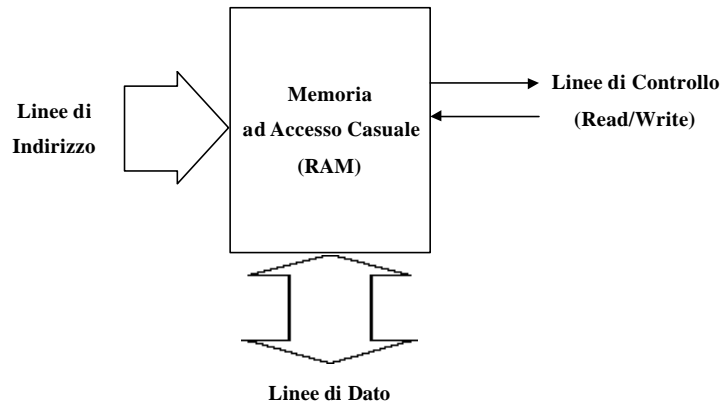 Memoria
ad Accesso Casuale
(RAM)
Linee di
Indirizzo
Linee di Controllo
(Read/Write)
Linee di Dato